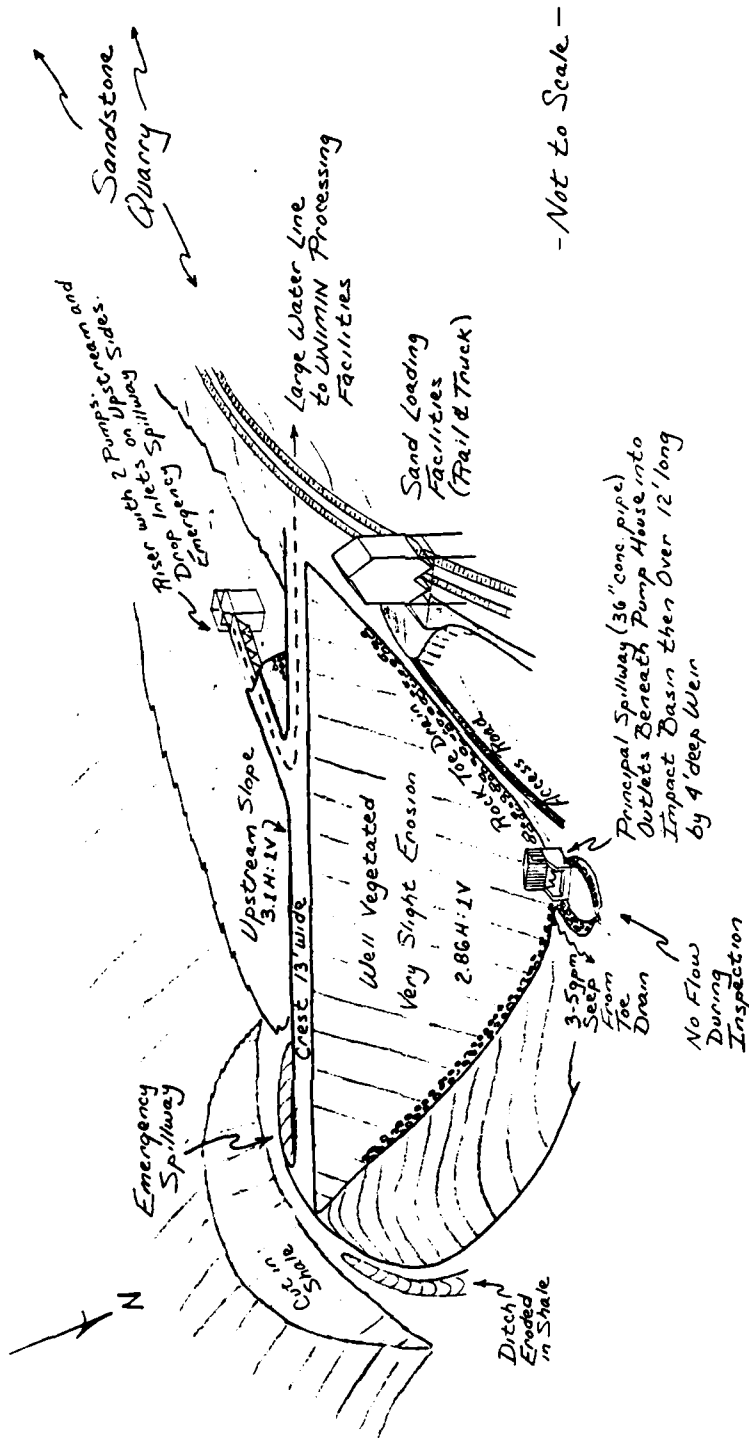 Sandstone
Quarry
Riser with 2 Pumps.
Drop Inlets on Upstream and
Emergency Spillway Sides.
Large Water Line
to UNIMIN Processing
Facilities
Sand Loading
Facilities
(Rail & Truck)
- Not to Scale -
Upstream Slope
3.1H:1V
Crest 13' wide
Well Vegetated
Very Slight Erosion
2.86H:1V
Rock Toe Drain
Access Road
Principal Spillway (36" conc. pipe)
Outlets Beneath Pump House into
Impact Basin then Over 12' long
by 4' deep Weir
3-5gpm
Seep
From
Toe
Drain
No Flow
During
Inspection
Emergency
Spillway
Cut in
Shale
N
Ditch
Eroded
in Shale